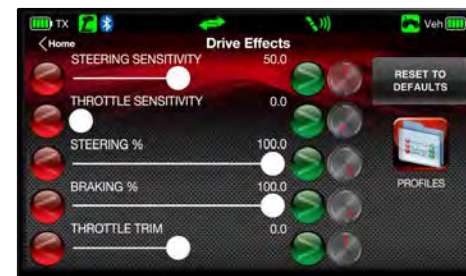 TX Veh
Home Drive Effects
STEERING SENSITIVITY 50.0
RESET TO
DEFAULTS
THROTTLE SENSITIVITY 0.0
STEERING % 100.0
PROFILES
BRAKING % 100.0
THROTTLE TRIM 0.0